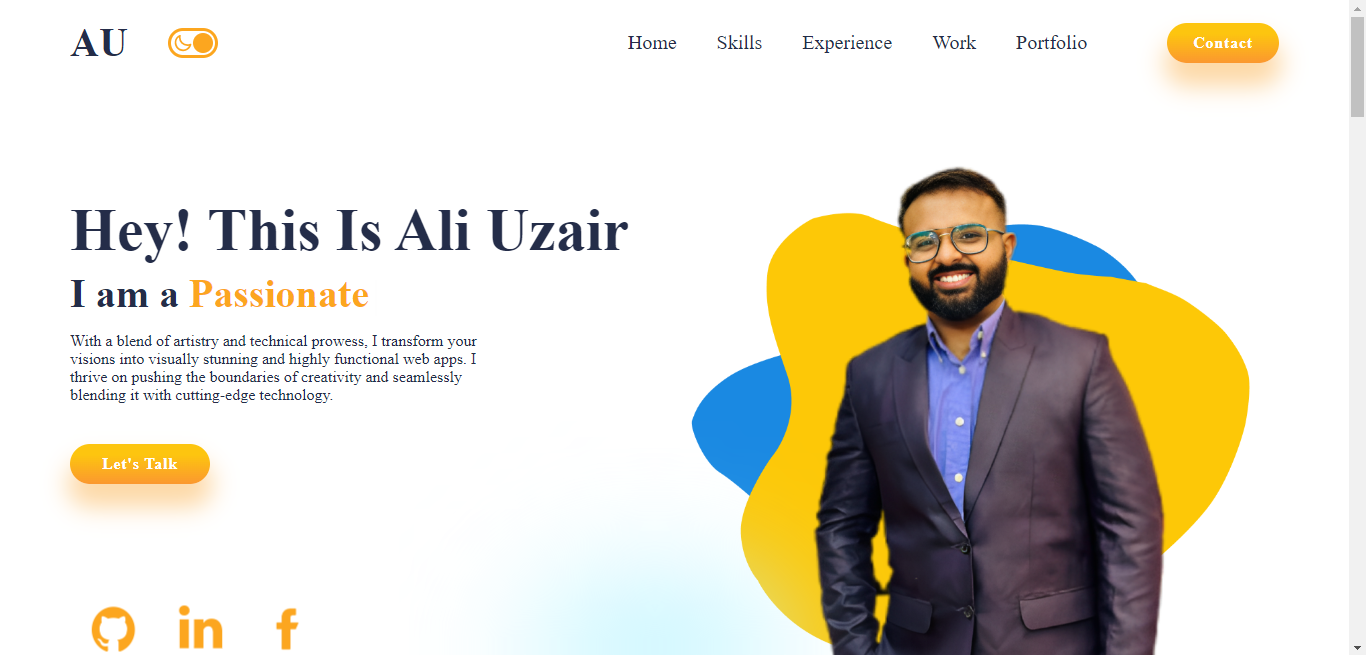 AU
Home Skills Experience Work Portfolio Contact
Hey! This Is Ali Uzair
I am a Passionate
With a blend of artistry and technical prowess, I transform your
visions into visually stunning and highly functional web apps. I
thrive on pushing the boundaries of creativity and seamlessly
blending it with cutting-edge technology.
Let's Talk
in f